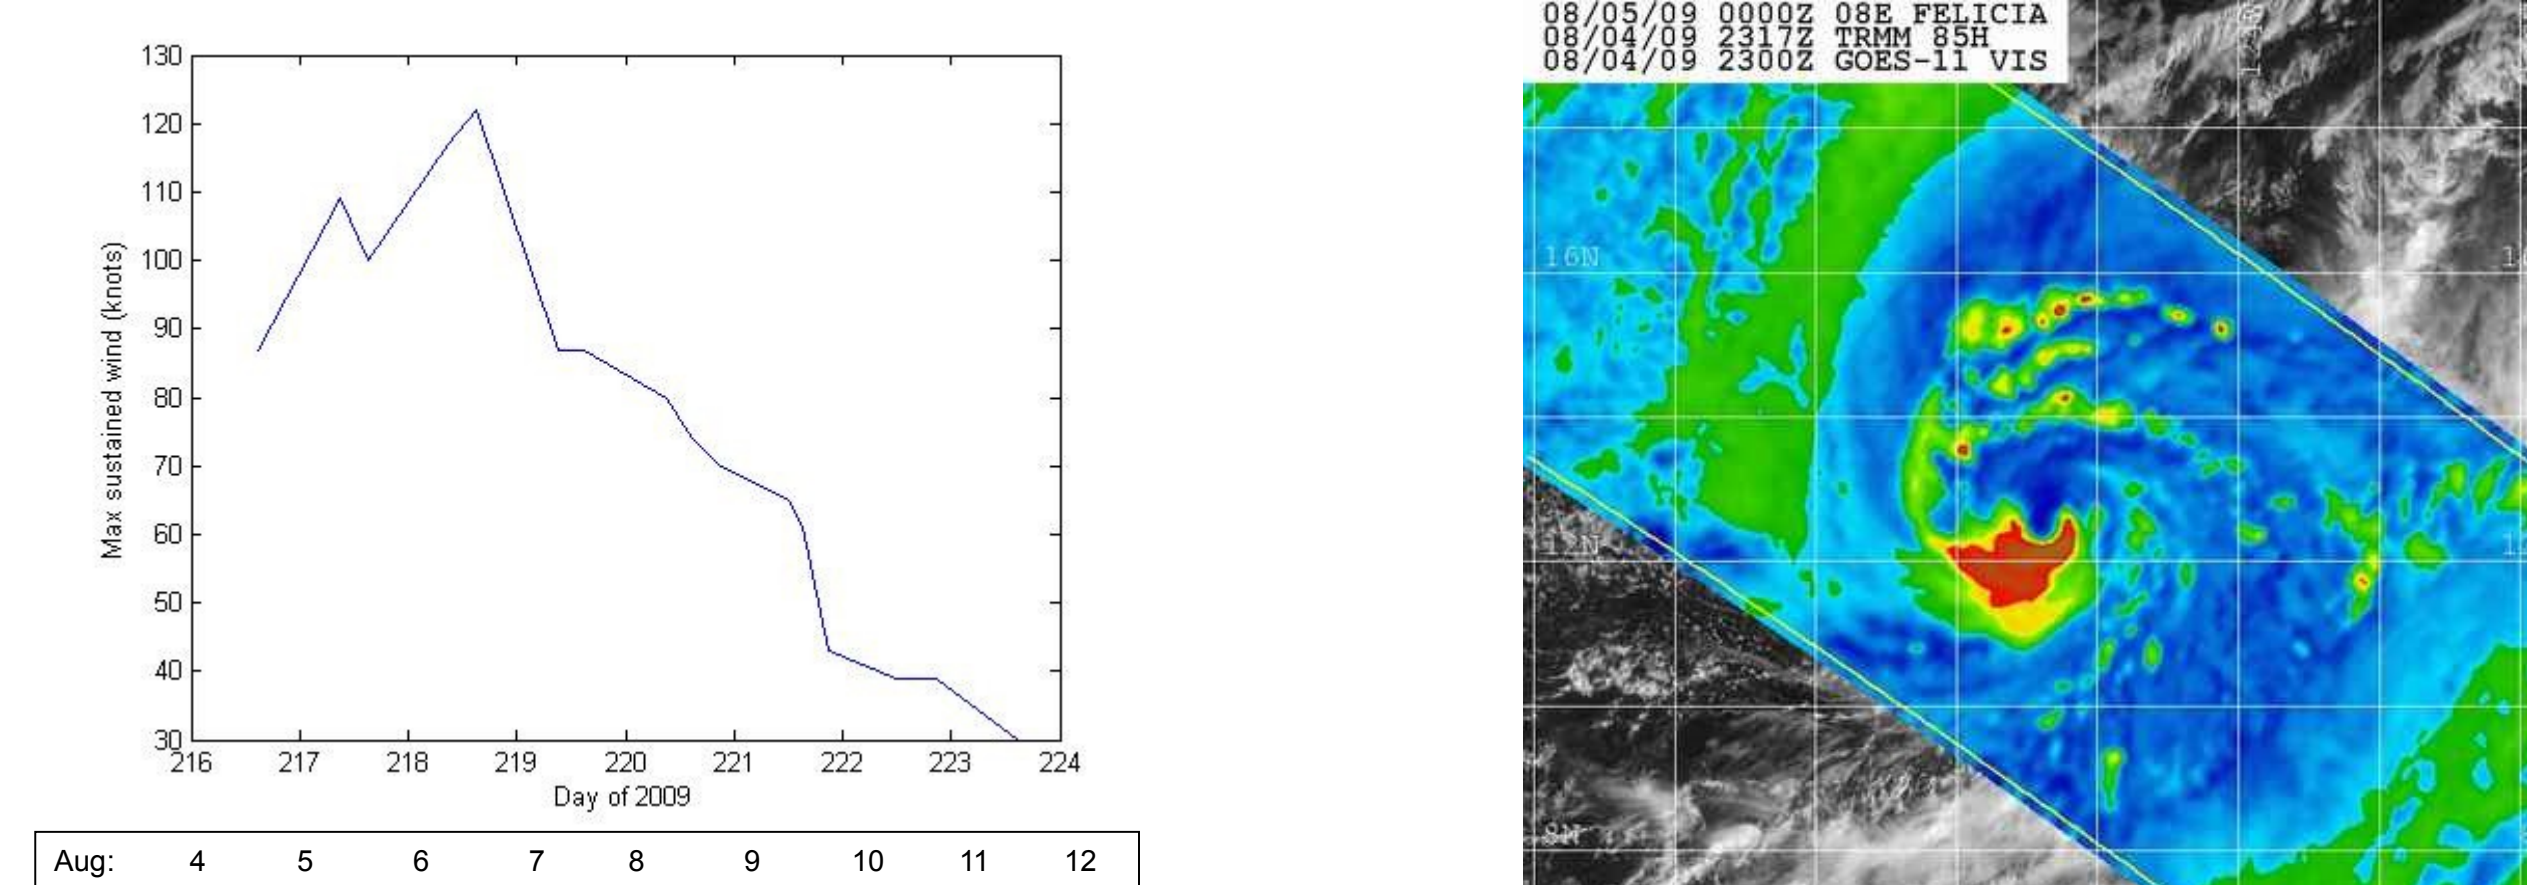 130
120
110
100
90
80
70
60
50
40
30
Max sustained wind (knots)
216 217 218 219 220 221 222 223 224
Day of 2009
Aug: 4 5 6 7 8 9 10 11 12
08/05/09 0000Z 08E FELICIA
08/04/09 2317Z TRMM 85H
08/04/09 2300Z GOES-11 VIS
16N
8N